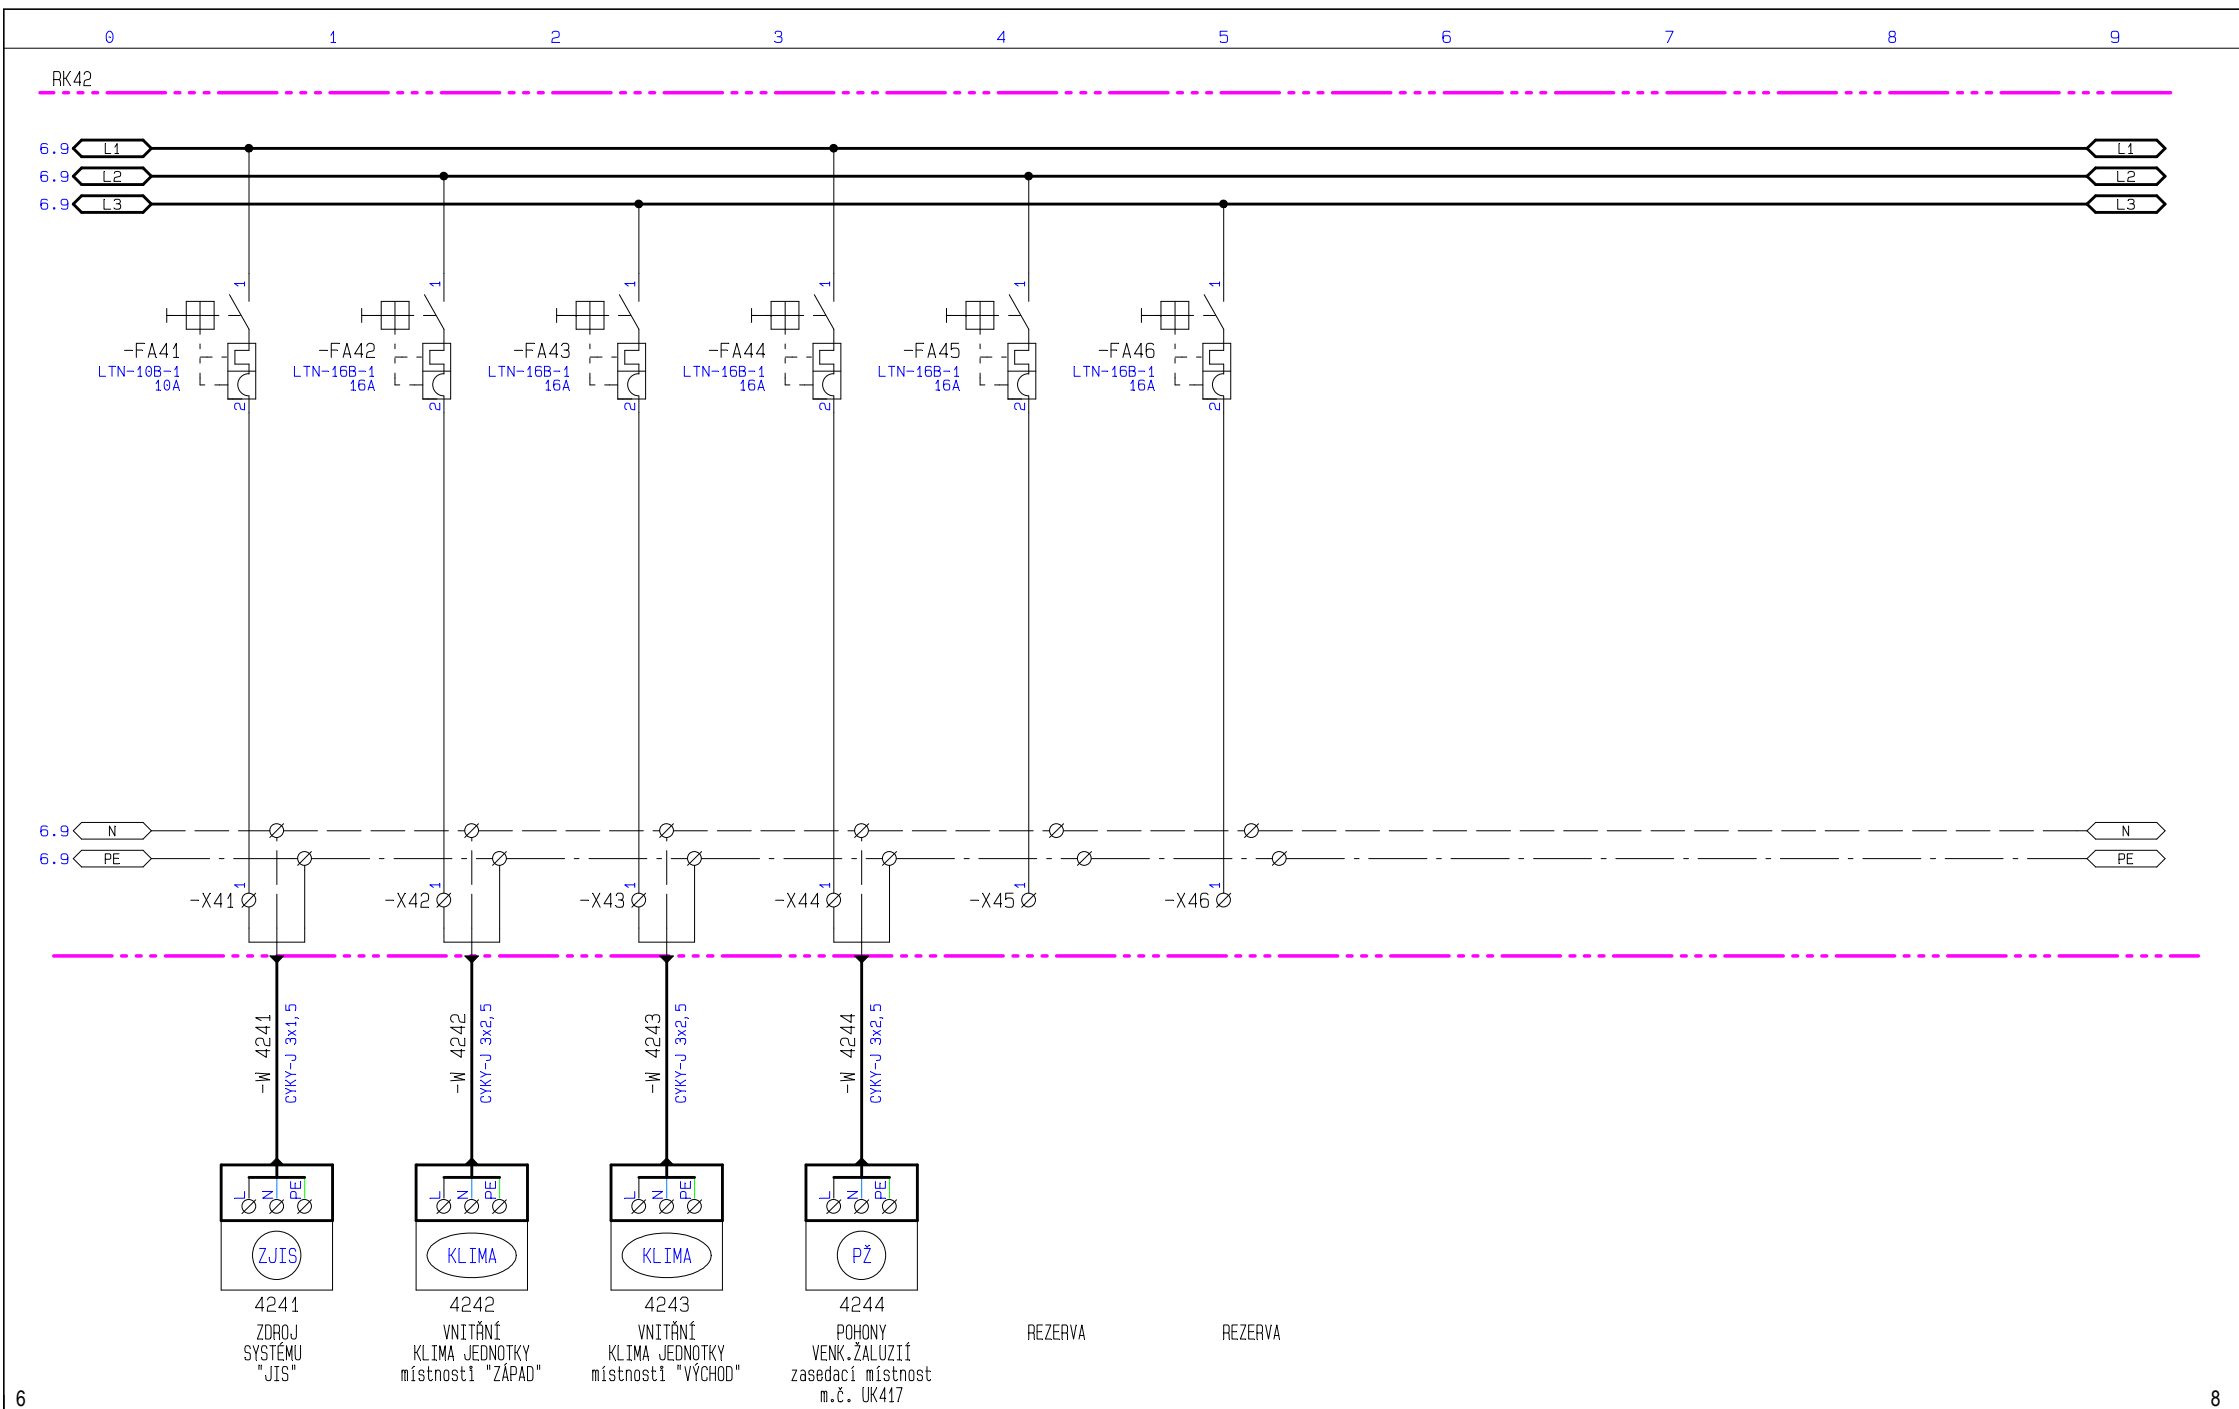 0 1 2 3 4 5 6 7 8 9
RK42
6.9 L1 L1
6.9 L2 L2
6.9 L3 L3
1 1 1 1 1 1
-FA41 -FA42 -FA43 -FA44 -FA45 -FA46
LTN-10B-1 LTN-16B-1 LTN-16B-1 LTN-16B-1 LTN-16B-1 LTN-16B-1
10A 16A 16A 16A 16A 16A
2 2 2 2 2 2
6.9 N N
6.9 PE PE
1 1 1 1 1 1
-X41 -X42 -X43 -X44 -X45 -X46
-W 4241 CYKY-J 3x1,5
-W 4242 CYKY-J 3x2,5
-W 4243 CYKY-J 3x2,5
-W 4244 CYKY-J 3x2,5
L N PE L N PE L N PE L N PE
ZJIS KLIMA KLIMA PŽ
4241 4242 4243 4244
ZDROJ
SYSTÉMU
"JIS"
VNITŘNÍ
KLIMA JEDNOTKY
místností "ZÁPAD"
VNITŘNÍ
KLIMA JEDNOTKY
místností "VÝCHOD"
POHONY
VENK.ŽALUZIÍ
zasedací místnost
m.č. UK417
REZERVA
REZERVA
6 8